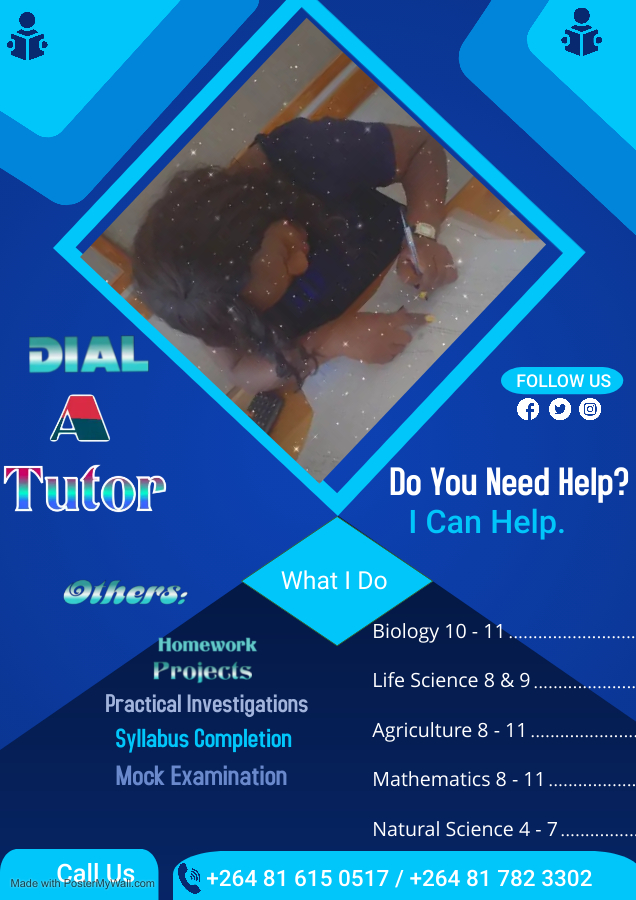 DIAL
A
Tutor
FOLLOW US
Do You Need Help?
I Can Help.
What I Do
Others:
Homework
Projects
Practical Investigations
Syllabus Completion
Mock Examination
Biology 10 - 11..........................
Life Science 8 & 9......................
Agriculture 8 - 11......................
Mathematics 8 - 11..................
Natural Science 4 - 7................
Call Us
Made with PosterMyWall.com
+264 81 615 0517 / +264 81 782 3302